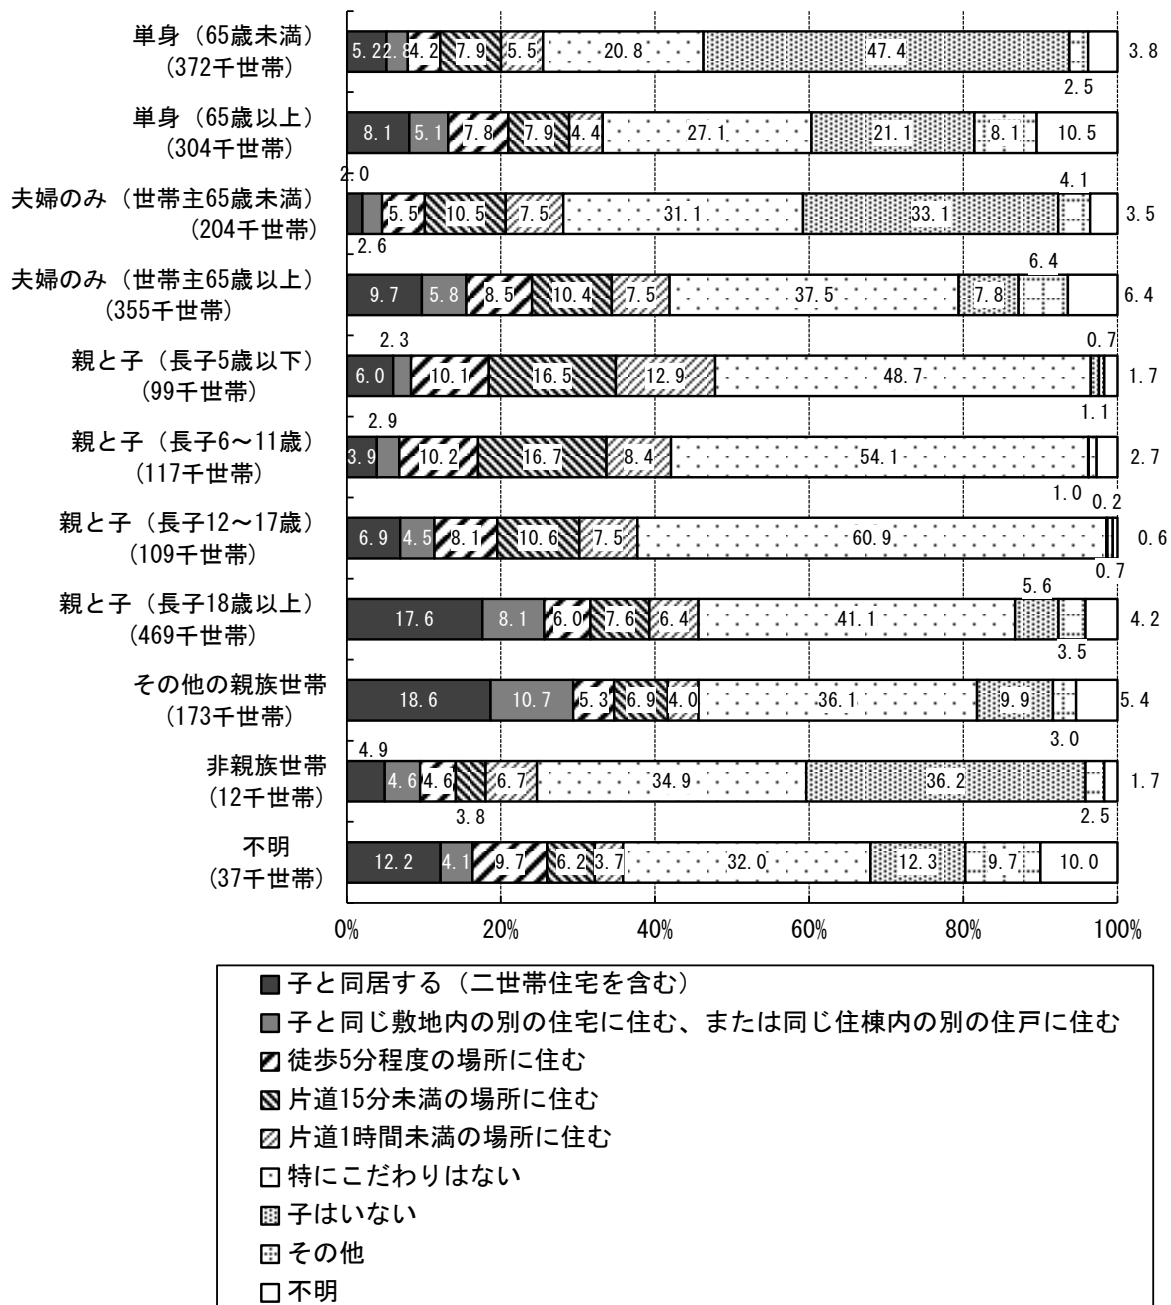 単身（65歳未満）
(372千世帯)
5.2 2.8 4.2 7.9 5.5 20.8 47.4 3.8
2.5
単身（65歳以上）
(304千世帯)
8.1 5.1 7.8 7.9 4.4 27.1 21.1 8.1 10.5
2.0 4.1
夫婦のみ（世帯主65歳未満）
(204千世帯)
5.5 10.5 7.5 31.1 33.1 3.5
2.6
6.4
夫婦のみ（世帯主65歳以上）
(355千世帯)
9.7 5.8 8.5 10.4 7.5 37.5 7.8 6.4
2.3 0.7
親と子（長子5歳以下）
(99千世帯)
6.0 10.1 16.5 12.9 48.7 1.7
1.1
2.9
親と子（長子6～11歳）
(117千世帯)
3.9 10.2 16.7 8.4 54.1 2.7
1.0
0.2
親と子（長子12～17歳）
(109千世帯)
6.9 4.5 8.1 10.6 7.5 60.9 0.6
0.7
5.6
親と子（長子18歳以上）
(469千世帯)
17.6 8.1 6.0 7.6 6.4 41.1 4.2
3.5
その他の親族世帯
(173千世帯)
18.6 10.7 5.3 6.9 4.0 36.1 9.9 5.4
3.0
4.9
非親族世帯
(12千世帯)
4.6 4.6 6.7 34.9 36.2 1.7
3.8 2.5
不明
(37千世帯)
12.2 4.1 9.7 6.2 3.7 32.0 12.3 9.7 10.0
0% 20% 40% 60% 80% 100%
子と同居する（二世帯住宅を含む）
子と同じ敷地内の別の住宅に住む、または同じ住棟内の別の住戸に住む
徒歩5分程度の場所に住む
片道15分未満の場所に住む
片道1時間未満の場所に住む
特にこだわりはない
子はいない
その他
不明